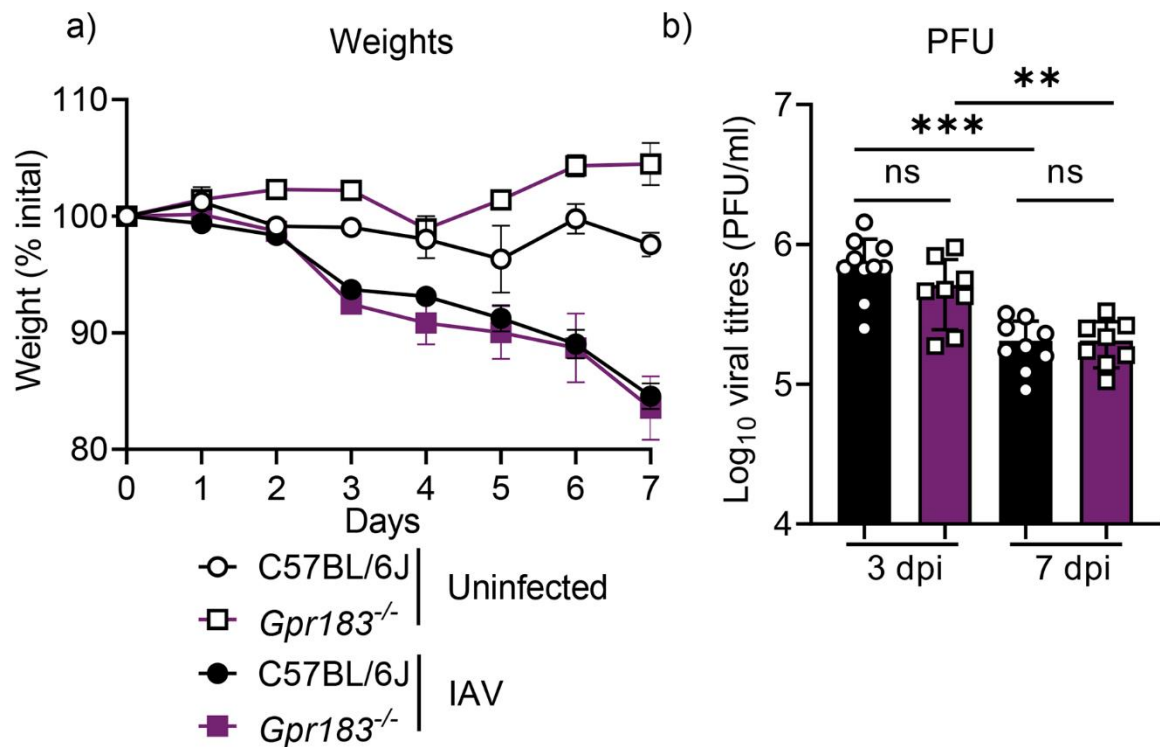 a)
Weights
Weight (% inital)
110
100
90
80
0 1 2 3 4 5 6 7
Days
C57BL/6J
Gpr183-/-
Uninfected
C57BL/6J
Gpr183-/-
IAV
b)
PFU
Log10 viral titres (PFU/ml)
7
6
5
4
**
***
ns ns
3 dpi 7 dpi